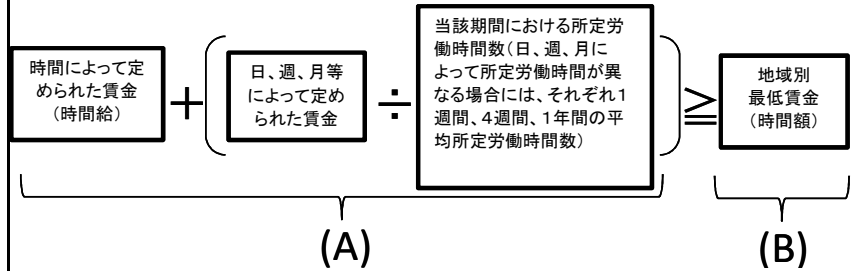 時間によって定
められた賃金
（時間給）
＋
日、週、月等
によって定め
られた賃金
÷
当該期間における所定労
働時間数（日、週、月に
よって所定労働時間が異
なる場合には、それぞれ1
週間、4週間、1年間の平
均所定労働時間数）
≧
地域別
最低賃金
（時間額）
(A)
(B)